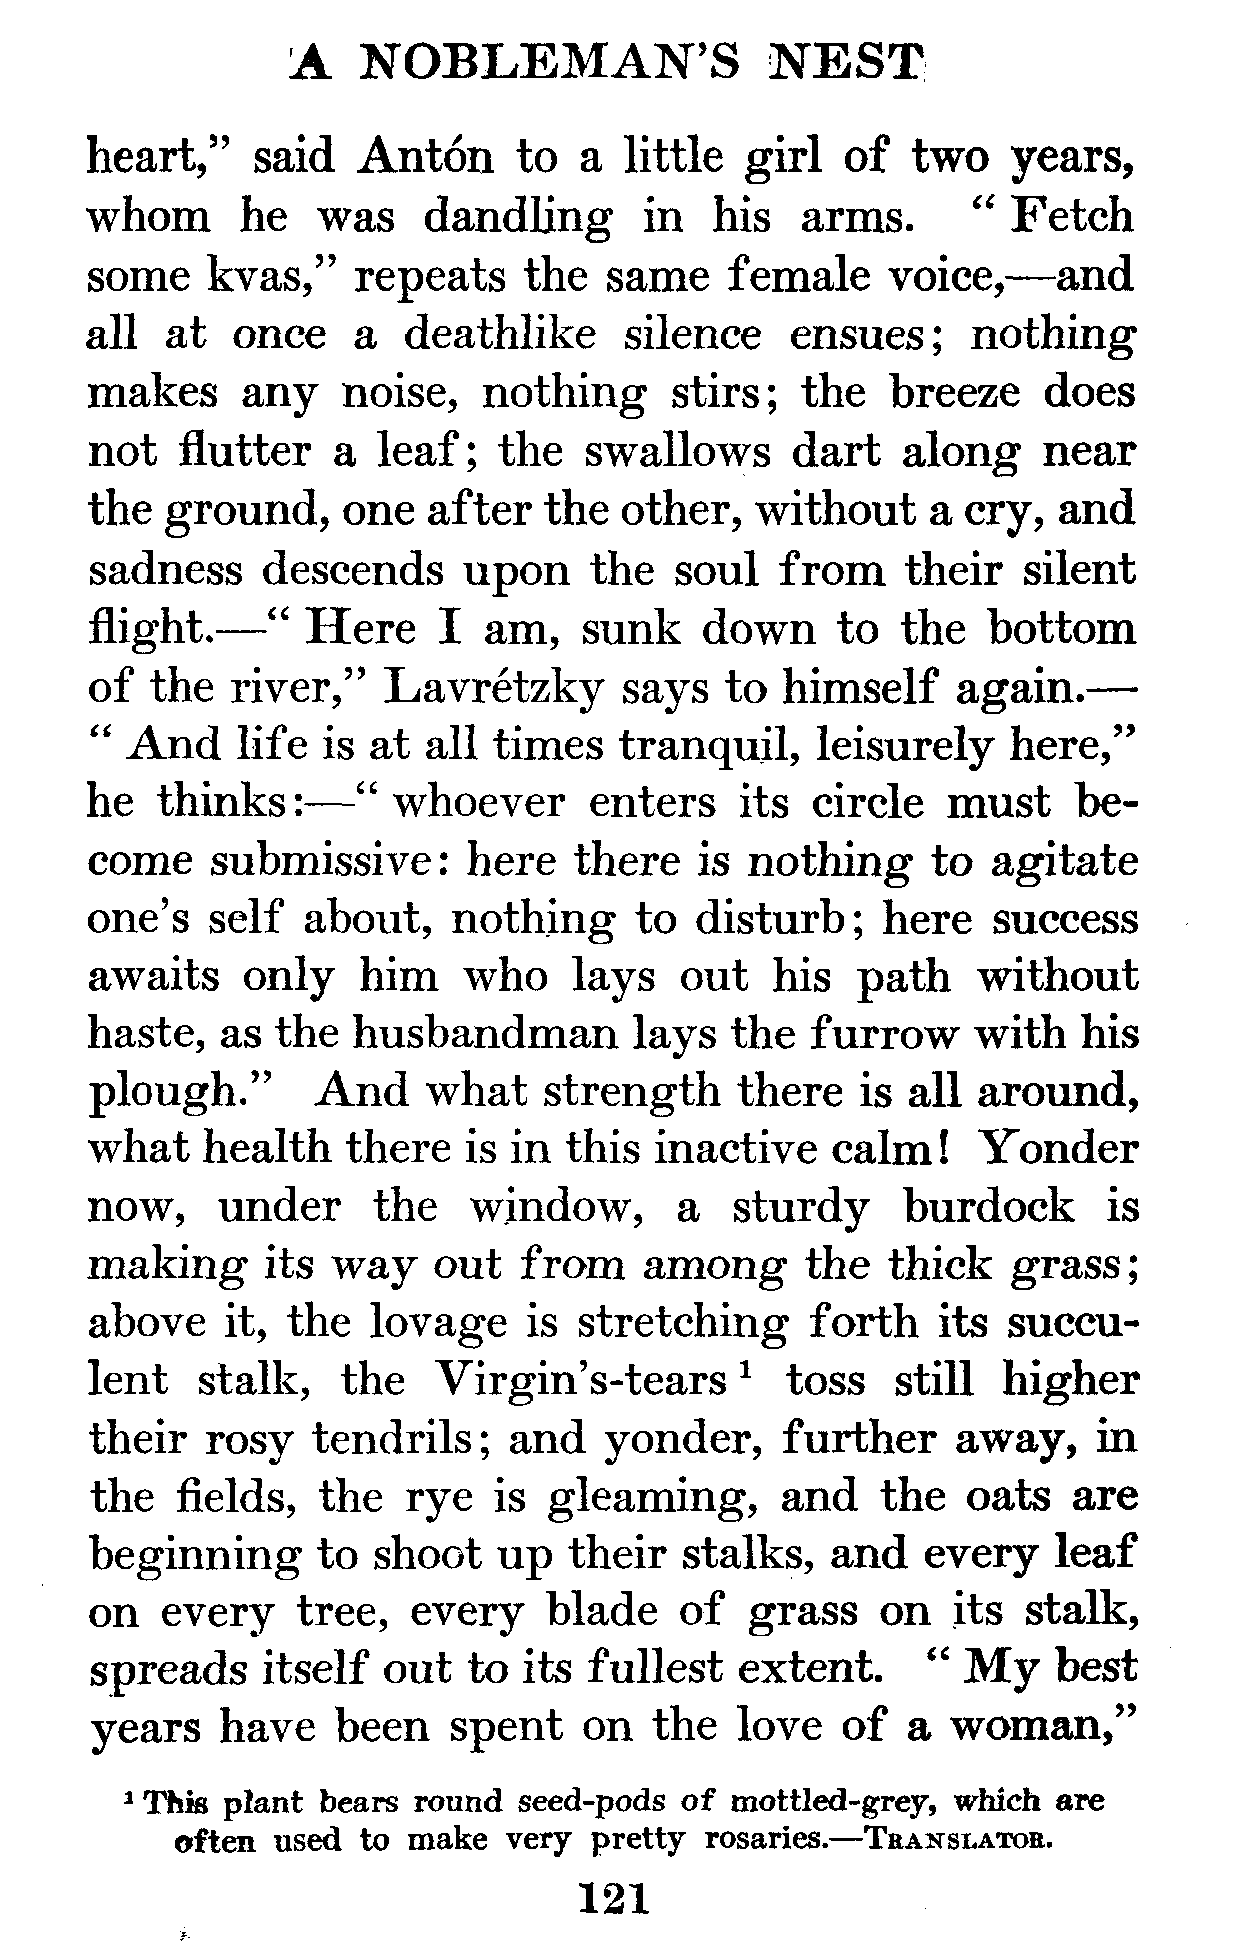 A NOBLEMAN'S NEST
heart," said Antón to a little girl of two years,
whom he was dandling in his arms. "Fetch
some kvas," repeats the same female voice,—and
all at once a deathlike silence ensues; nothing
makes any noise, nothing stirs; the breeze does
not flutter a leaf; the swallows dart along near
the ground, one after the other, without a cry, and
sadness descends upon the soul from their silent
flight.—"Here I am, sunk down to the bottom
of the river," Lavrétzky says to himself again.—
"And life is at all times tranquil, leisurely here,"
he thinks:—"whoever enters its circle must be-
come submissive: here there is nothing to agitate
one's self about, nothing to disturb; here success
awaits only him who lays out his path without
haste, as the husbandman lays the furrow with his
plough." And what strength there is all around,
what health there is in this inactive calm! Yonder
now, under the window, a sturdy burdock is
making its way out from among the thick grass;
above it, the lovage is stretching forth its succu-
lent stalk, the Virgin's-tears¹ toss still higher
their rosy tendrils; and yonder, further away, in
the fields, the rye is gleaming, and the oats are
beginning to shoot up their stalks, and every leaf
on every tree, every blade of grass on its stalk,
spreads itself out to its fullest extent. "My best
years have been spent on the love of a woman,"
¹ This plant bears round seed-pods of mottled-grey, which are
often used to make very pretty rosaries.—TRANSLATOR.
121